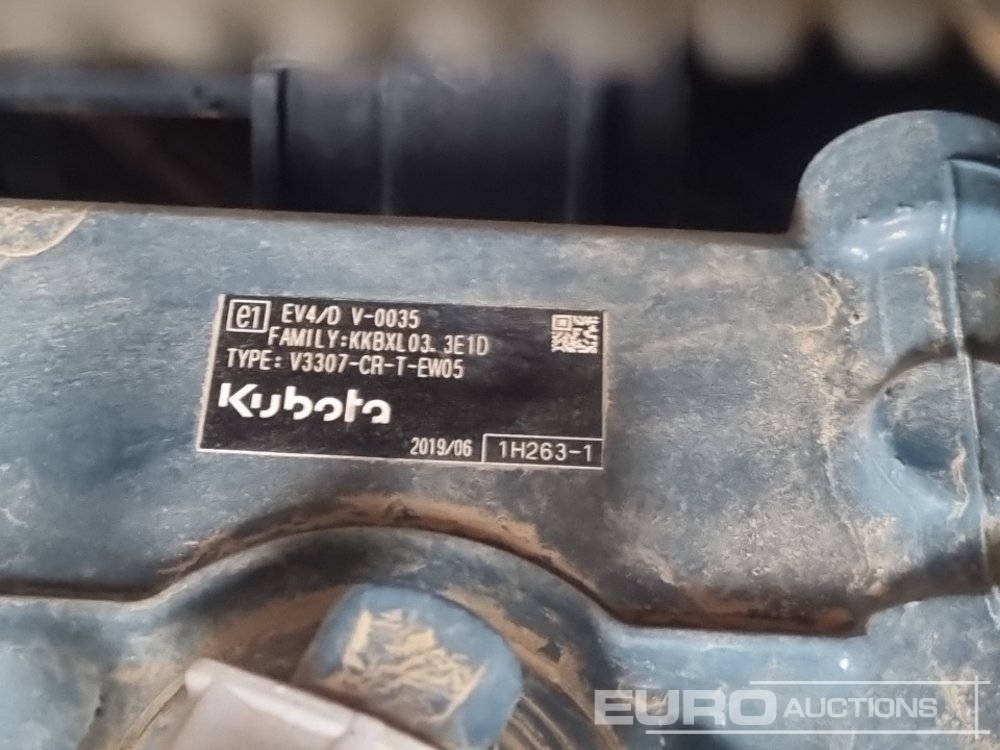 e1 EV4/D V-0035
FAMILY:KKBXL03.3E1D
TYPE: V3307-CR-T-EW05
Kubota
2019/06 1H263-1
EURO AUCTIONS